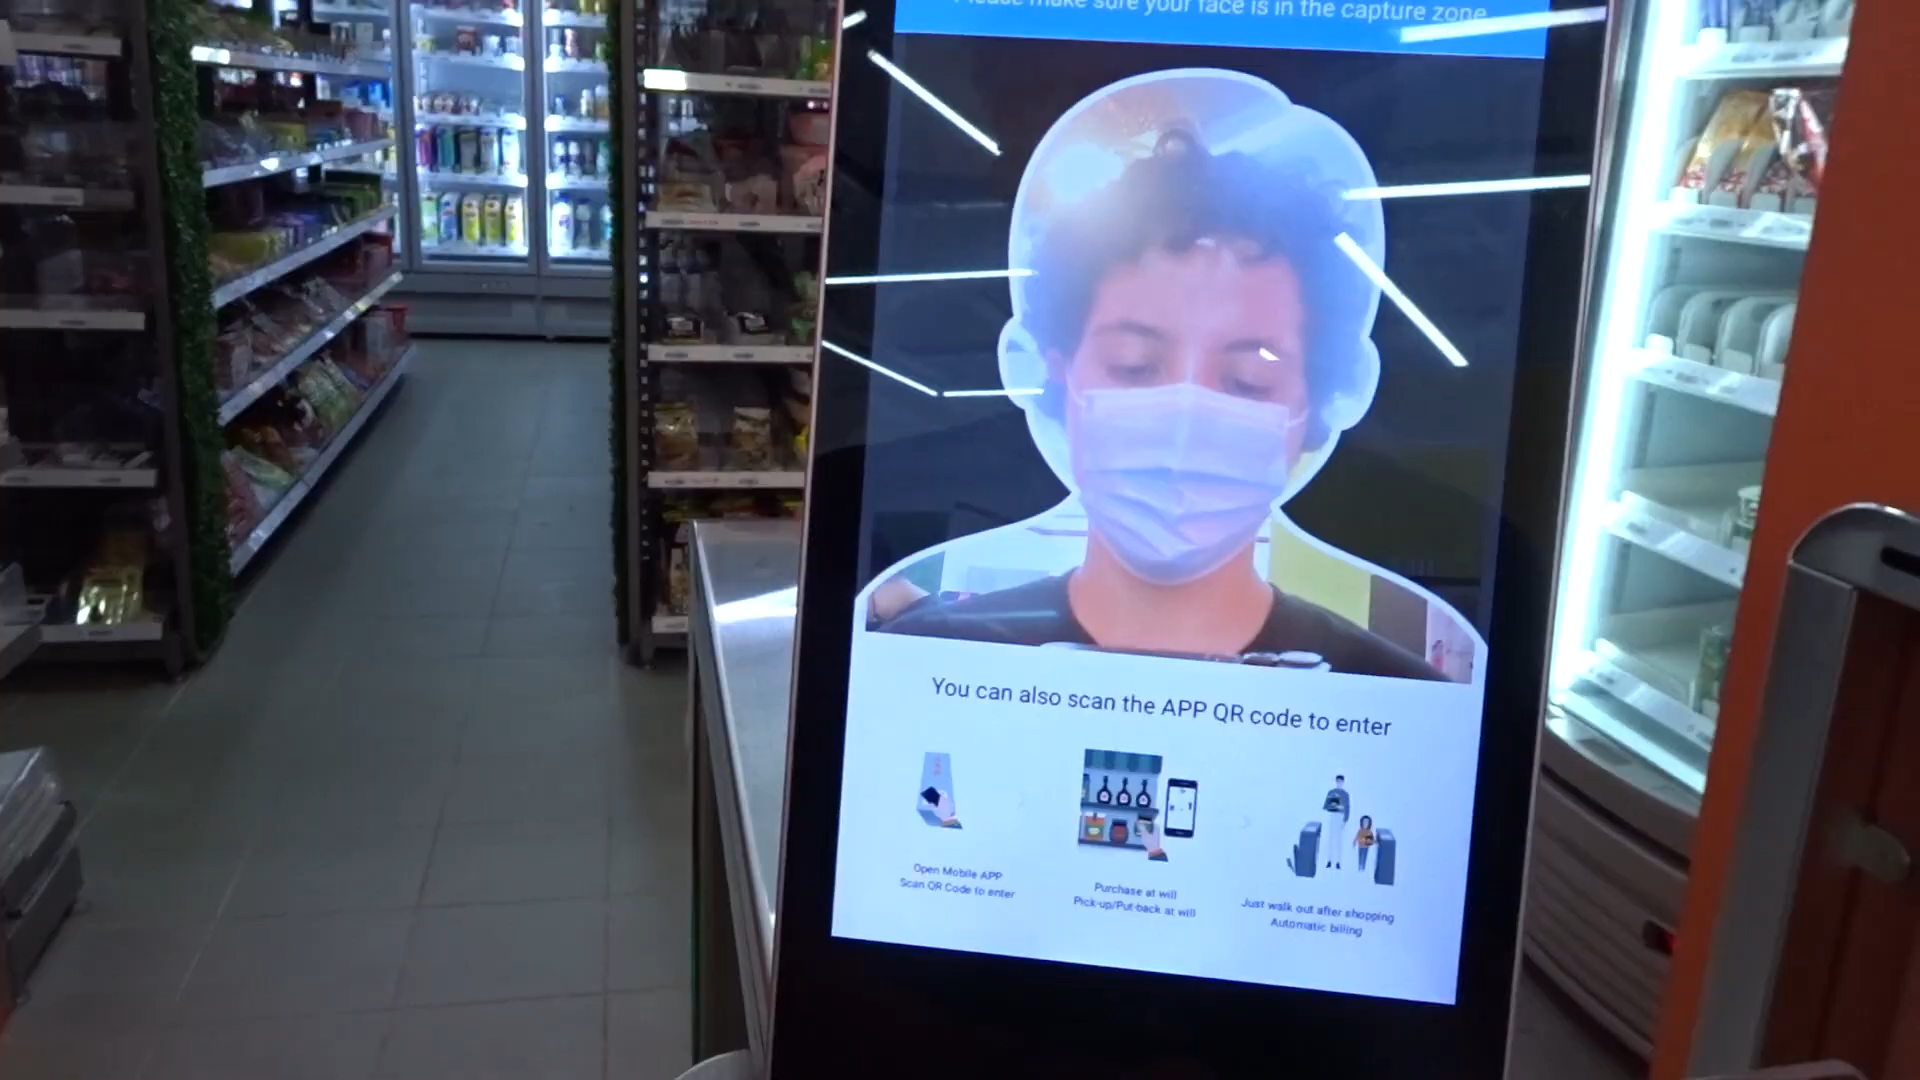 Please make sure your face is in the capture zone
You can also scan the APP QR code to enter
Open Mobile APP
Scan QR Code to enter
Purchase at will
Pick-up/Put-back at will
Just walk out after shopping
Automatic billing